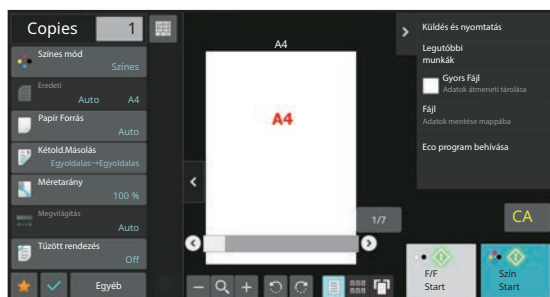 Copies 1
Színes mód
Színes
Eredeti
Auto A4
Papír Forrás
Auto
Kétold.Másolás
Egyoldalas→Egyoldalas
Méretarány
100 %
Megvilágítás
Auto
Tűzött rendezés
Off
Egyéb
A4
A4
1/7
Küldés és nyomtatás
Legutóbbi
munkák
Gyors Fájl
Adatok átmeneti tárolása
Fájl
Adatok mentése mappába
Eco program behívása
CA
F/F
Start
Szín
Start